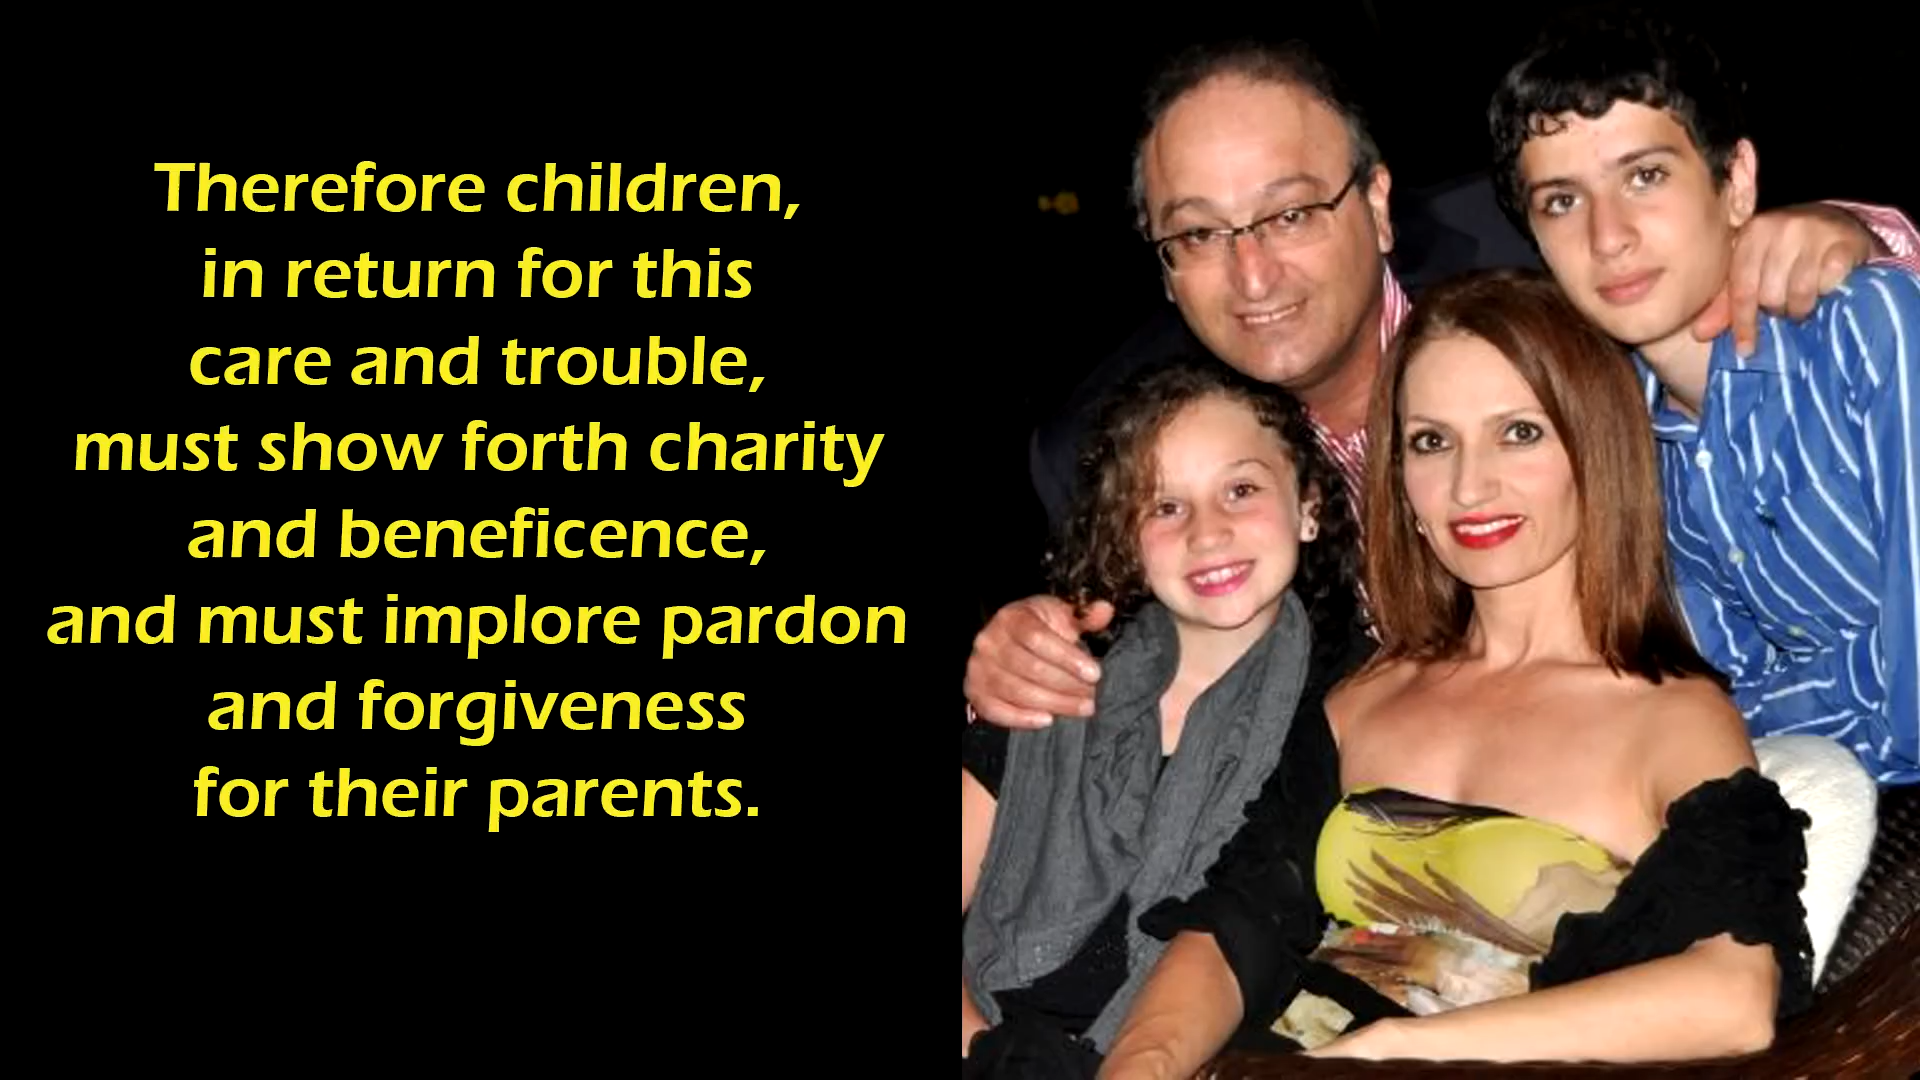 Therefore children,
in return for this
care and trouble,
must show forth charity
and beneficence,
and must implore pardon
and forgiveness
for their parents.